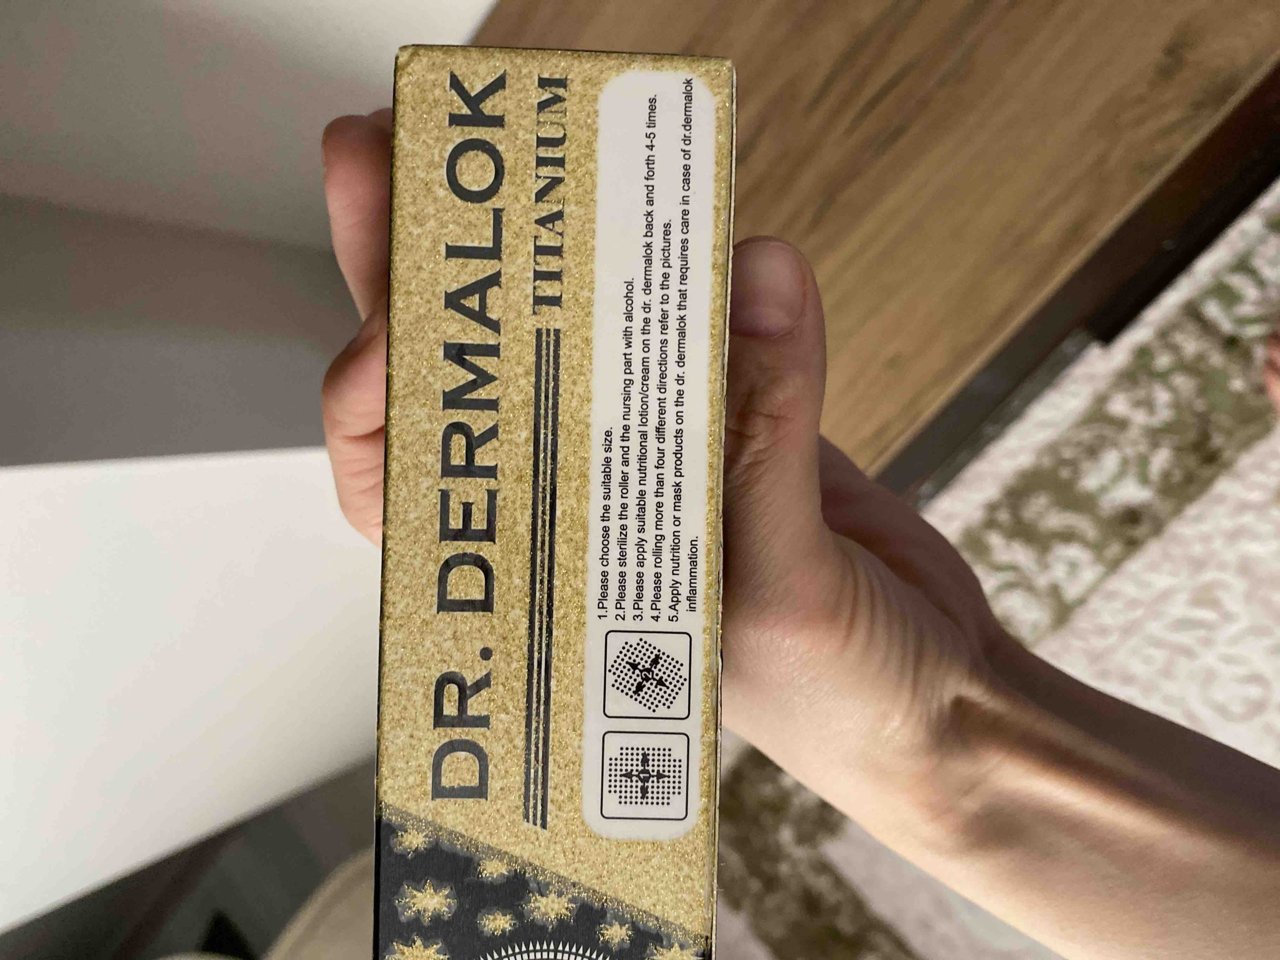 DR. DERMALOK
TITANIUM
1.Please choose the suitable size.
2.Please sterilize the roller and the nursing part with alcohol.
3.Please apply suitable nutritional lotion/cream on the dr. dermalok back and forth 4-5 times.
4.Please rolling more than four different directions refer to the pictures.
5.Apply nutrition or mask products on the dr. dermalok that requires care in case of dr.dermalok
inflammation.